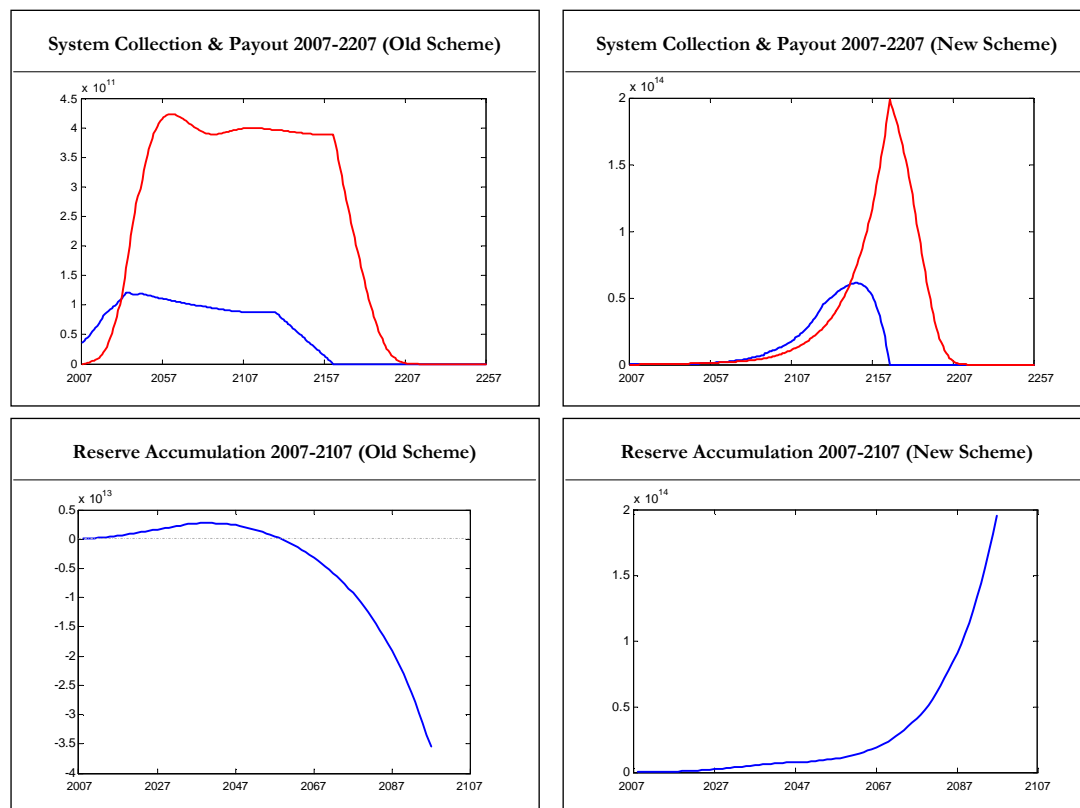 System Collection & Payout 2007-2207 (Old Scheme)
x 10^11
4.5
4
3.5
3
2.5
2
1.5
1
0.5
0
2007 2057 2107 2157 2207 2257
System Collection & Payout 2007-2207 (New Scheme)
x 10^14
2
1.5
1
0.5
0
2007 2057 2107 2157 2207 2257
Reserve Accumulation 2007-2107 (Old Scheme)
x 10^13
0.5
0
-0.5
-1
-1.5
-2
-2.5
-3
-3.5
-4
2007 2027 2047 2067 2087 2107
Reserve Accumulation 2007-2107 (New Scheme)
x 10^14
2
1.5
1
0.5
0
2007 2027 2047 2067 2087 2107